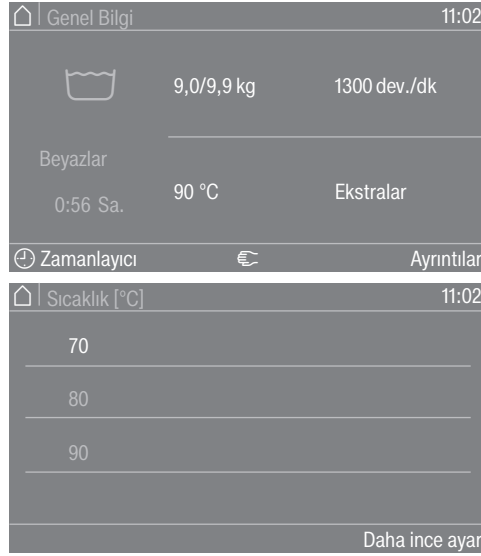 Genel Bilgi 11:02
9,0/9,9 kg 1300 dev./dk
Beyazlar
90 °C Ekstralar
0:56 Sa.
Zamanlayıcı Ayrıntılar
Sıcaklık [°C] 11:02
70
80
90
Daha ince ayar